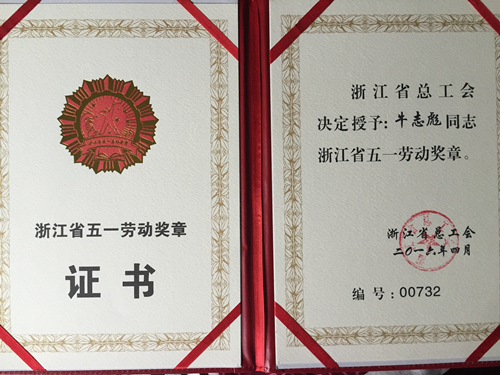 浙江省五一劳动奖章
证书
浙江省总工会
决定授予:牛志彪同志
浙江省五一劳动奖章。
浙江省总工会
二〇一六年四月
编号:00732